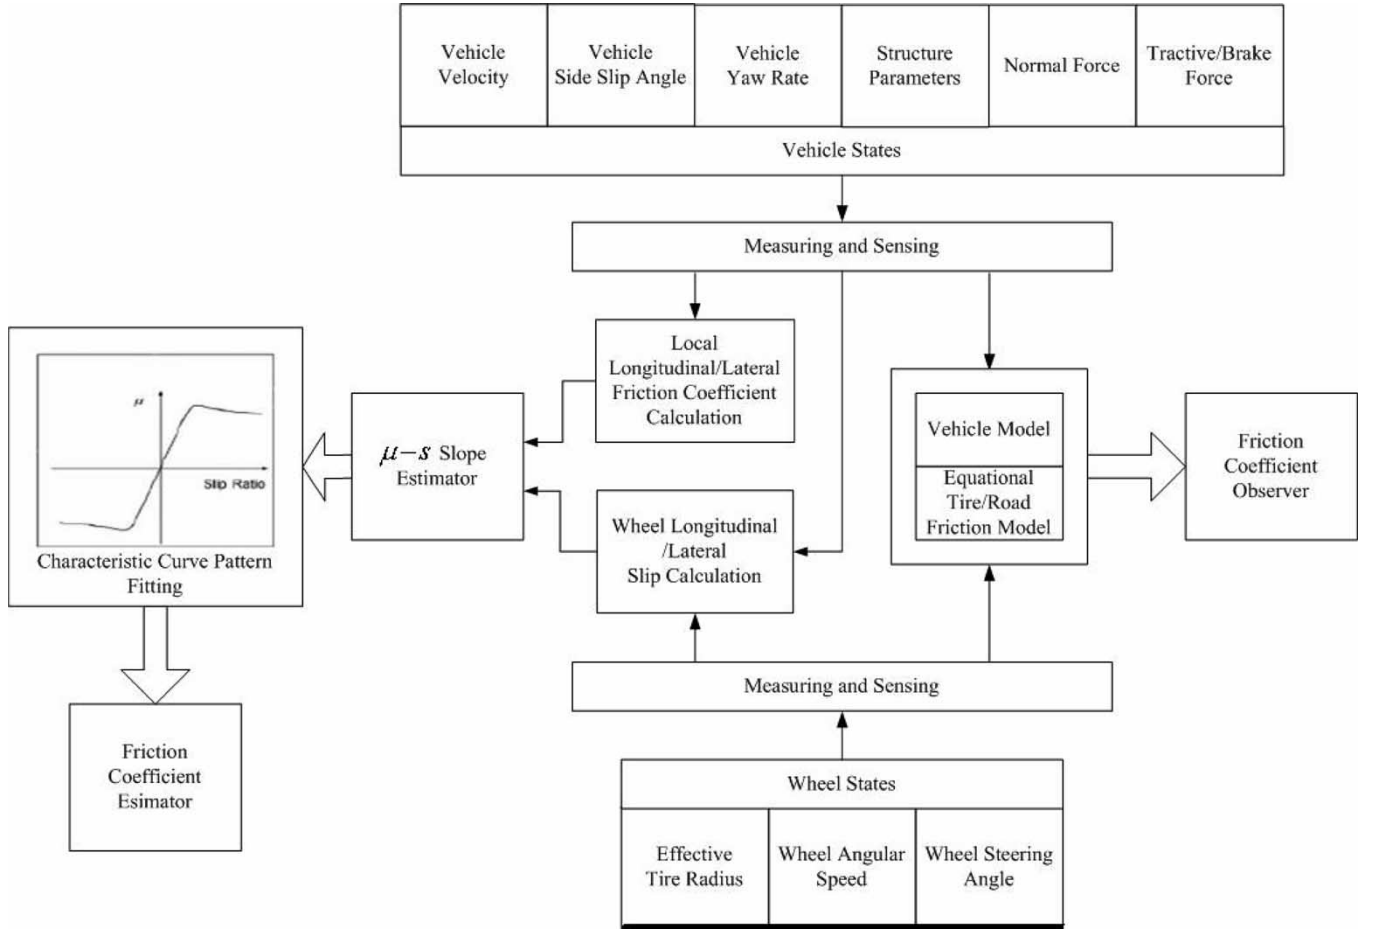 Vehicle
Velocity
Vehicle
Side Slip Angle
Vehicle
Yaw Rate
Structure
Parameters
Normal Force
Tractive/Brake
Force
Vehicle States
Measuring and Sensing
Local
Longitudinal/Lateral
Friction Coefficient
Calculation
μ
Slip Ratio
Characteristic Curve Pattern
Fitting
μ−s Slope
Estimator
Wheel Longitudinal
/Lateral
Slip Calculation
Vehicle Model
Equational
Tire/Road
Friction Model
Friction
Coefficient
Observer
Measuring and Sensing
Friction
Coefficient
Esimator
Wheel States
Effective
Tire Radius
Wheel Angular
Speed
Wheel Steering
Angle